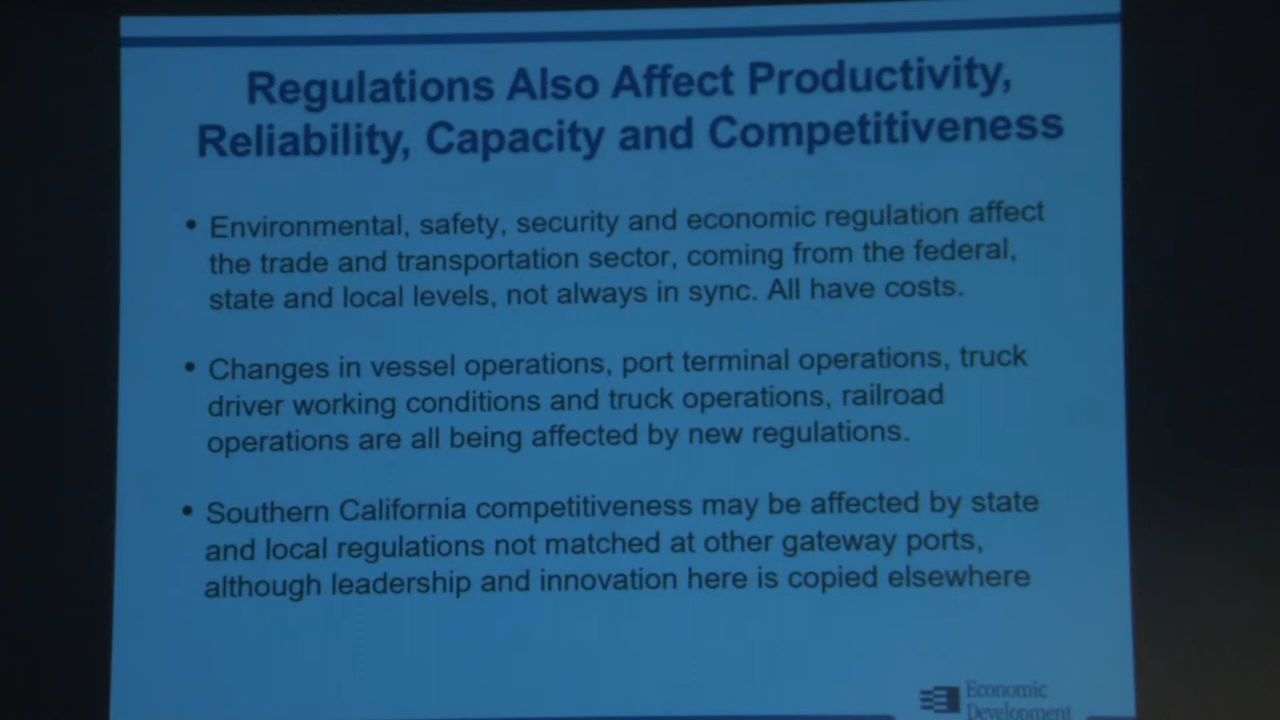 Regulations Also Affect Productivity,
Reliability, Capacity and Competitiveness
• Environmental, safety, security and economic regulation affect
the trade and transportation sector, coming from the federal,
state and local levels, not always in sync. All have costs.
• Changes in vessel operations, port terminal operations, truck
driver working conditions and truck operations, railroad
operations are all being affected by new regulations.
• Southern California competitiveness may be affected by state
and local regulations not matched at other gateway ports,
although leadership and innovation here is copied elsewhere
Economic
Development